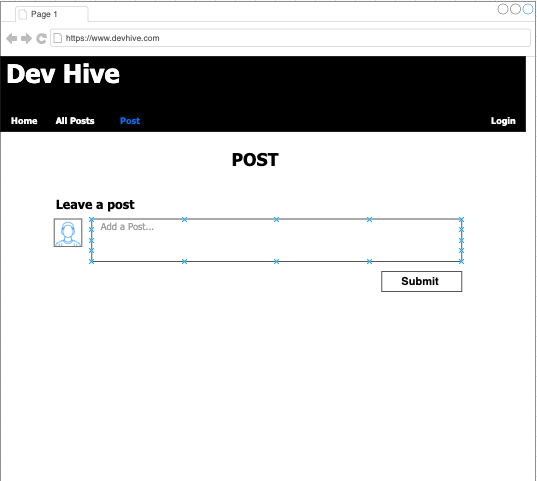 Page 1
https://www.devhive.com
Dev Hive
Home All Posts Post Login
POST
Leave a post
Add a Post...
Submit